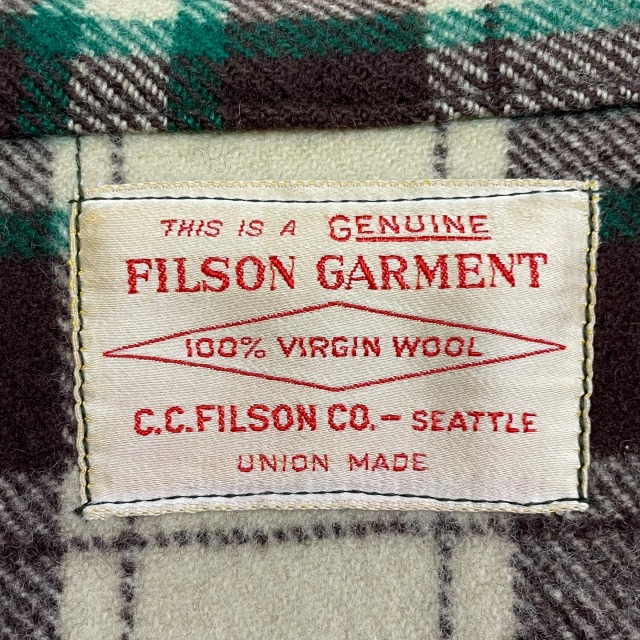 THIS IS A GENUINE
FILSON GARMENT
100% VIRGIN WOOL
C.C.FILSON CO.- SEATTLE
UNION MADE